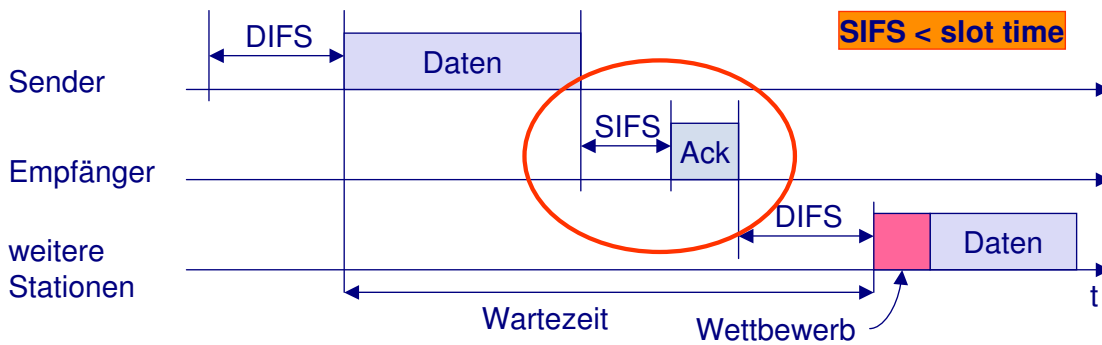 DIFS
SIFS < slot time
Sender
Daten
SIFS
Empfänger
Ack
DIFS
weitere
Stationen
Daten
t
Wartezeit
Wettbewerb